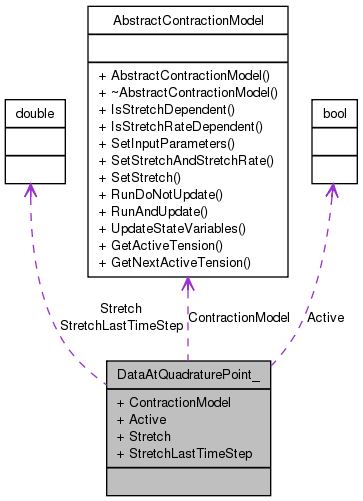 AbstractContractionModel
+ AbstractContractionModel()
+ ~AbstractContractionModel()
+ IsStretchDependent()
+ IsStretchRateDependent()
+ SetInputParameters()
+ SetStretchAndStretchRate()
+ SetStretch()
+ RunDoNotUpdate()
+ RunAndUpdate()
+ UpdateStateVariables()
+ GetActiveTension()
+ GetNextActiveTension()
double
bool
Stretch
StretchLastTimeStep
ContractionModel
Active
DataAtQuadraturePoint_
+ ContractionModel
+ Active
+ Stretch
+ StretchLastTimeStep